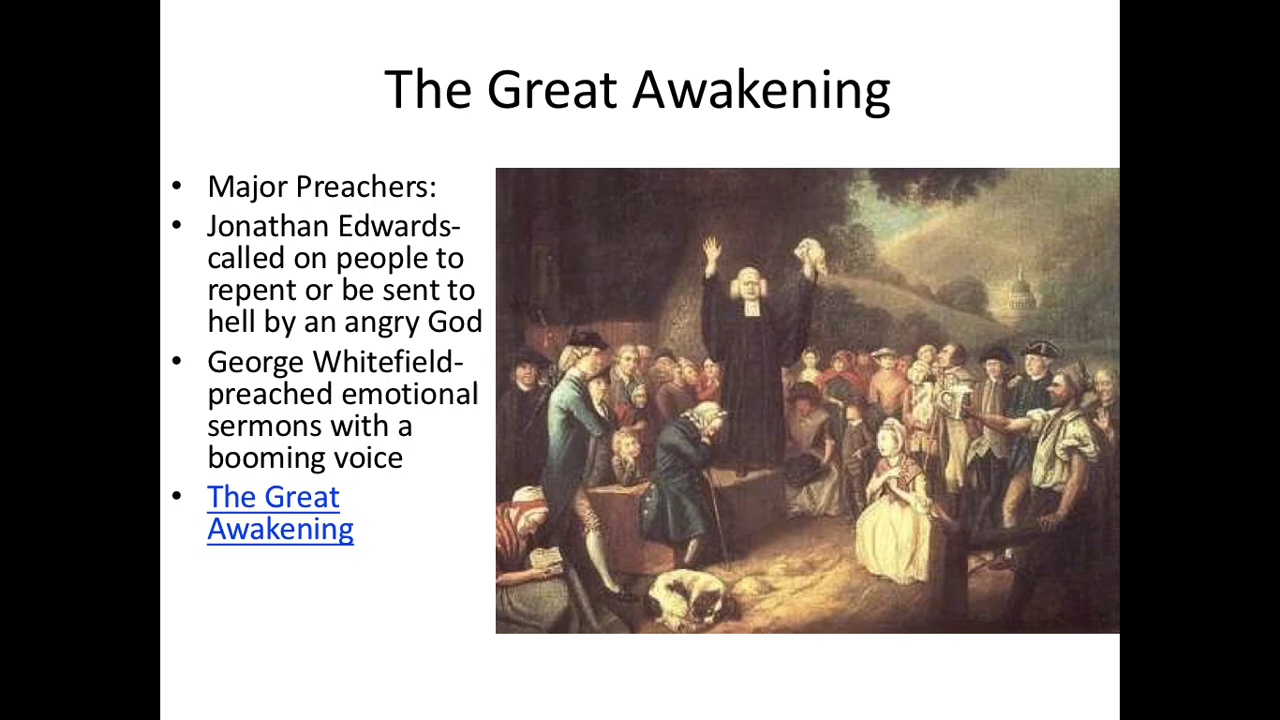 The Great Awakening
• Major Preachers:
• Jonathan Edwards-
called on people to
repent or be sent to
hell by an angry God
• George Whitefield-
preached emotional
sermons with a
booming voice
• The Great
Awakening